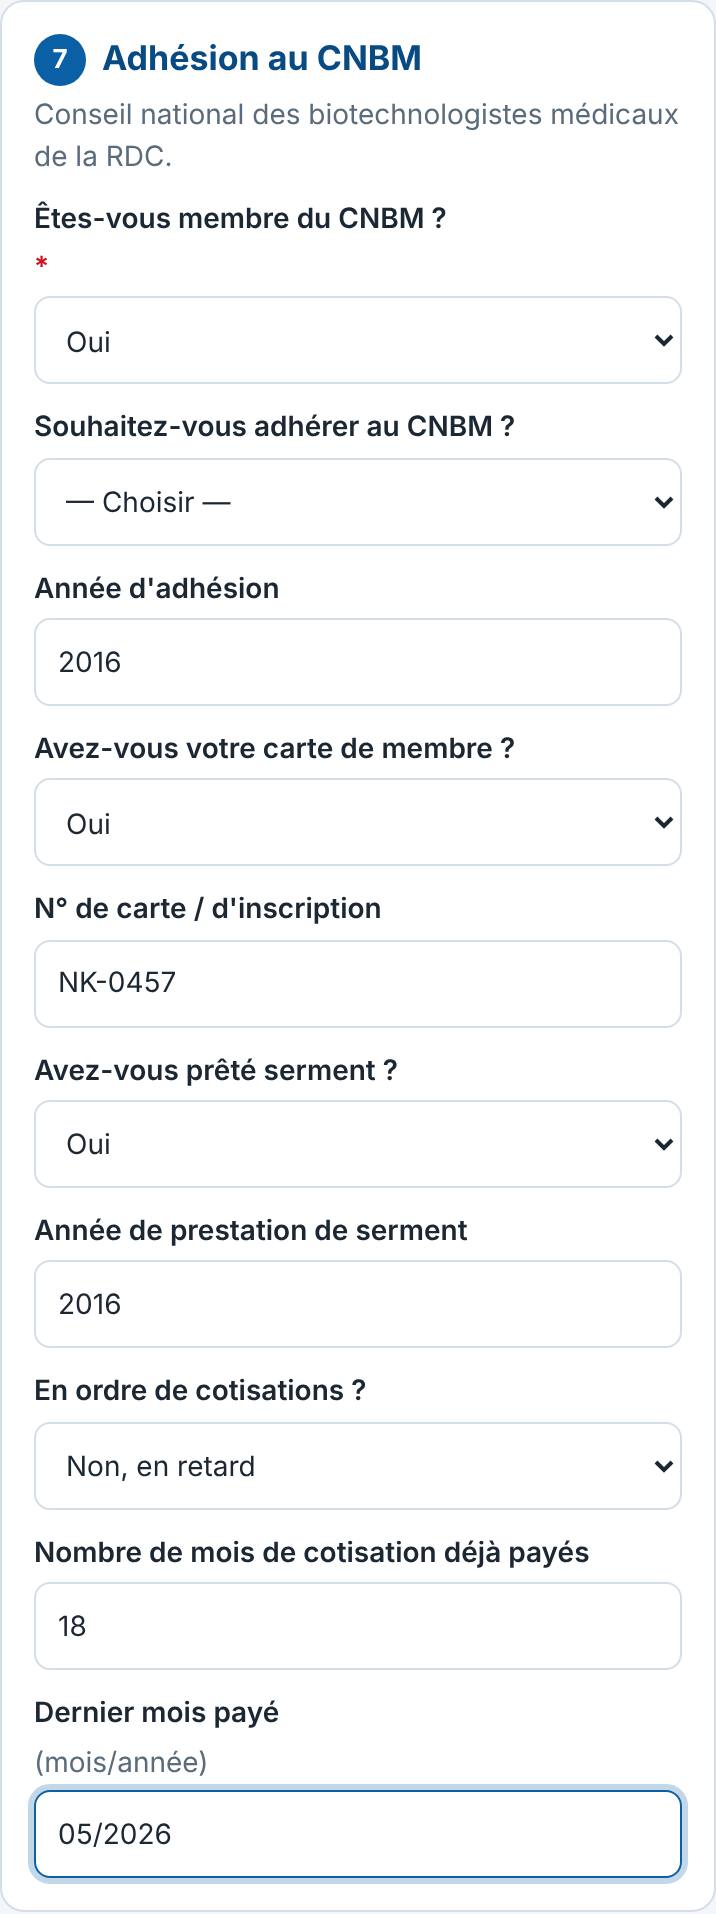 7 Adhésion au CNBM
Conseil national des biotechnologistes médicaux
de la RDC.
Êtes-vous membre du CNBM ?
*
Oui
Souhaitez-vous adhérer au CNBM ?
— Choisir —
Année d'adhésion
2016
Avez-vous votre carte de membre ?
Oui
N° de carte / d'inscription
NK-0457
Avez-vous prêté serment ?
Oui
Année de prestation de serment
2016
En ordre de cotisations ?
Non, en retard
Nombre de mois de cotisation déjà payés
18
Dernier mois payé
(mois/année)
05/2026